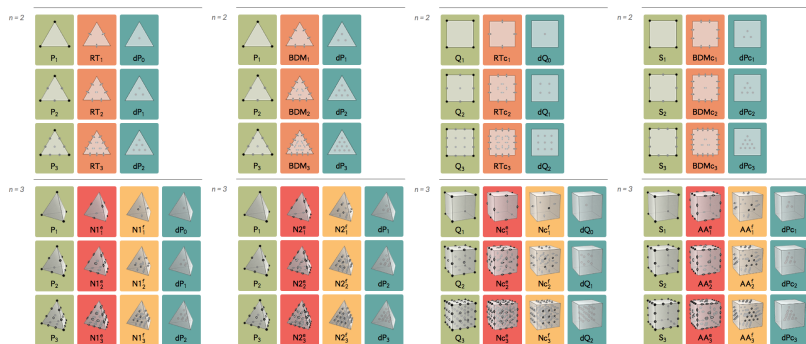 n=2
P₁ RT₁ dP₀
P₂ RT₂ dP₁
P₃ RT₃ dP₂
n=3
P₁ N1ᵉ₁ N1ᶠ₁ dP₀
P₂ N1ᵉ₂ N1ᶠ₂ dP₁
P₃ N1ᵉ₃ N1ᶠ₃ dP₂
n=2
P₁ BDM₁ dP₁
P₂ BDM₂ dP₂
P₃ BDM₃ dP₃
n=3
P₁ N2ᵉ₁ N2ᶠ₁ dP₁
P₂ N2ᵉ₂ N2ᶠ₂ dP₂
P₃ N2ᵉ₃ N2ᶠ₃ dP₃
n=2
Q₁ RTc₁ dQ₀
Q₂ RTc₂ dQ₁
Q₃ RTc₃ dQ₂
n=3
Q₁ Ncᵉ₁ Ncᶠ₁ dQ₀
Q₂ Ncᵉ₂ Ncᶠ₂ dQ₁
Q₃ Ncᵉ₃ Ncᶠ₃ dQ₂
n=2
S₁ BDMc₁ dPc₁
S₂ BDMc₂ dPc₂
S₃ BDMc₃ dPc₃
n=3
S₁ AAᵉ₁ AAᶠ₁ dPc₁
S₂ AAᵉ₂ AAᶠ₂ dPc₂
S₃ AAᵉ₃ AAᶠ₃ dPc₃